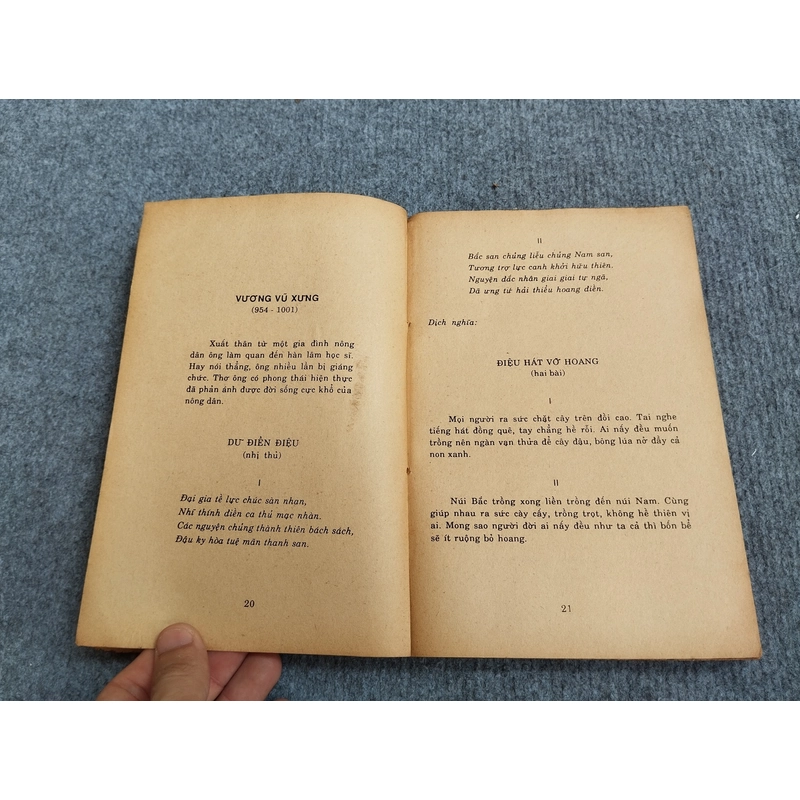 VƯƠNG VŨ XƯNG
(954 - 1001)
Xuất thân từ một gia đình nông
dân ông làm quan đến hàn lâm học sĩ.
Hay nói thẳng, ông nhiều lần bị giáng
chức. Thơ ông có phong thái hiện thực
đã phản ánh được đời sống cực khổ của
nông dân.
DƯ ĐIỀN ĐIỆU
(nhị thủ)
I
Đại gia tề lực chúc sàn nhan,
Nhĩ thính điền ca thủ mạc nhàn.
Các nguyện chủng thành thiên bách sách,
Đậu kỳ hòa tuệ mãn thanh san.
20
II
Bắc san chủng liễu chủng Nam san,
Tương trợ lực canh khởi hữu thiên.
Nguyện đắc nhân gian giai tự ngã,
Dã ưng tứ hải thiểu hoang điền.
Dịch nghĩa:
ĐIỆU HÁT VỠ HOANG
(hai bài)
I
Mọi người ra sức chặt cây trên đồi cao. Tai nghe
tiếng hát đồng quê, tay chẳng hề rỗi. Ai nấy đều muốn
trồng nên ngàn vạn thửa để cây đậu, bông lúa nở đầy cả
non xanh.
II
Núi Bắc trồng xong liền trồng đến núi Nam. Cùng
giúp nhau ra sức cày cấy, trồng trọt, không hề thiên vị
ai. Mong sao người đời ai nấy đều như ta cả thì bốn bể
sẽ ít ruộng bỏ hoang.
21